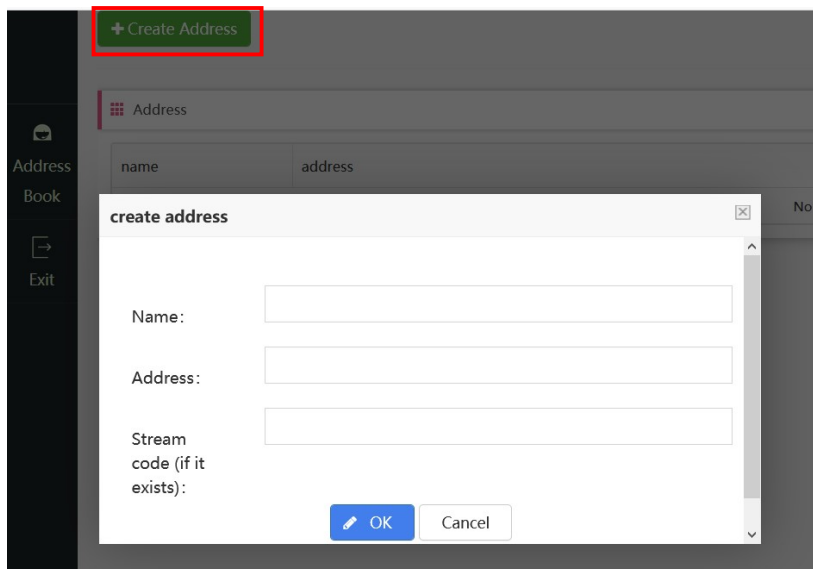 Create Address
Address
Address
Book
name
address
No
create address
Exit
Name:
Address:
Stream
code (if it
exists):
OK
Cancel